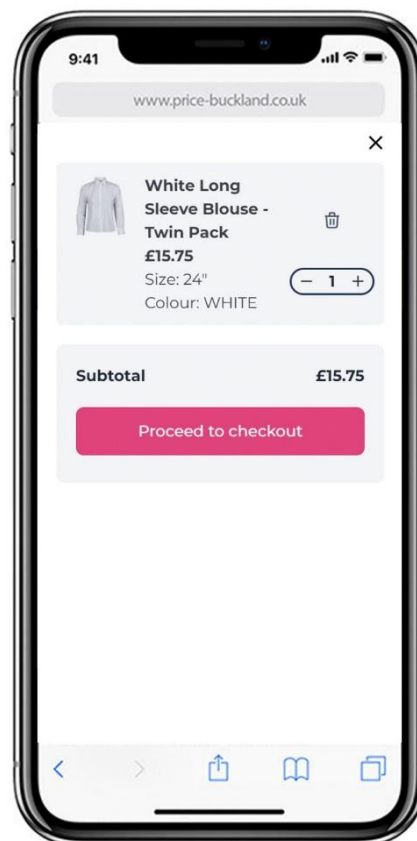 9:41
www.price-buckland.co.uk
White Long
Sleeve Blouse -
Twin Pack
£15.75
Size: 24"
Colour: WHITE
− 1 +
Subtotal £15.75
Proceed to checkout